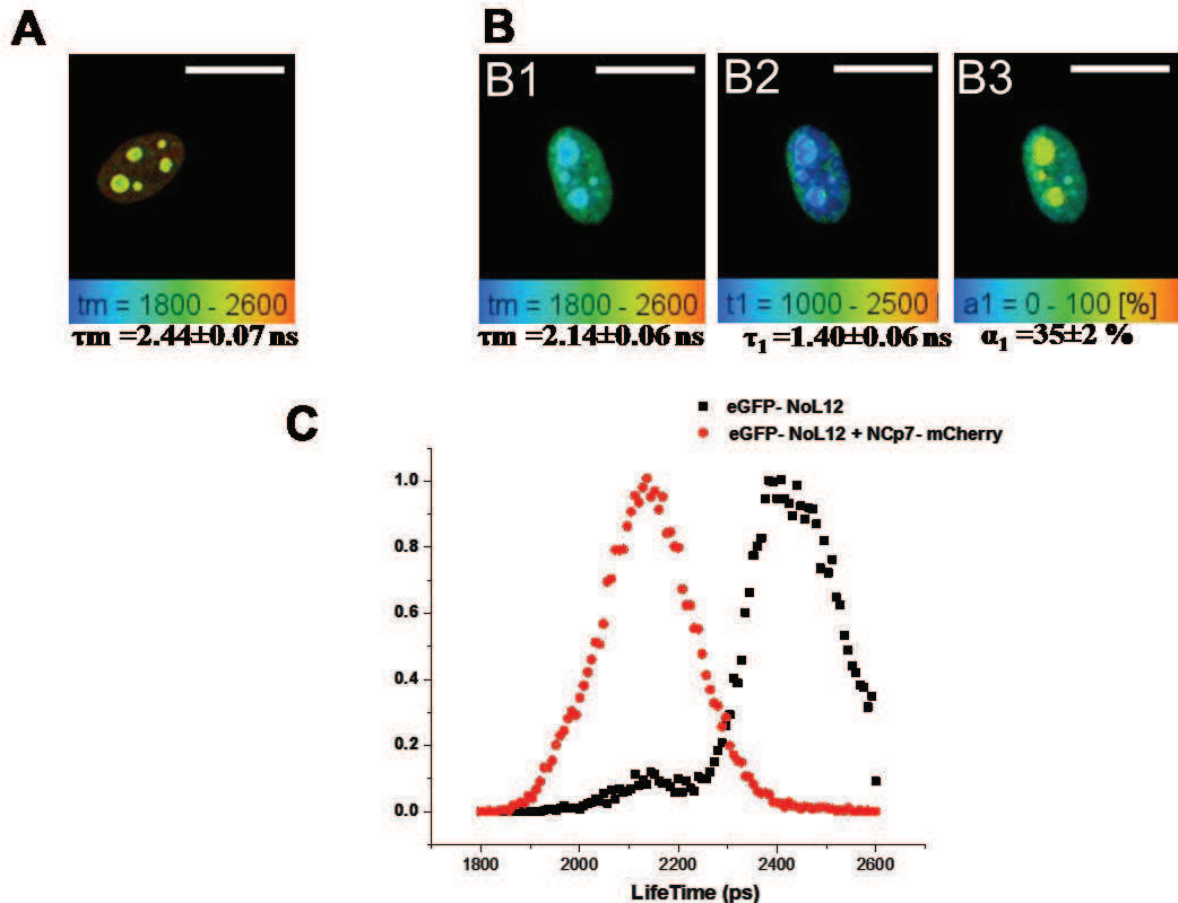 A
B
B1
B2
B3
tm = 1800 - 2600
tm = 1800 - 2600
t1 = 1000 - 2500
a1 = 0 - 100 [%]
τm =2.44±0.07 ns
τm =2.14±0.06 ns
τ₁ =1.40±0.06 ns
α₁ =35±2 %
C
eGFP- NoL12
eGFP- NoL12 + NCp7- mCherry
1.0
0.8
0.6
0.4
0.2
0.0
1800
2000
2200
2400
2600
LifeTime (ps)